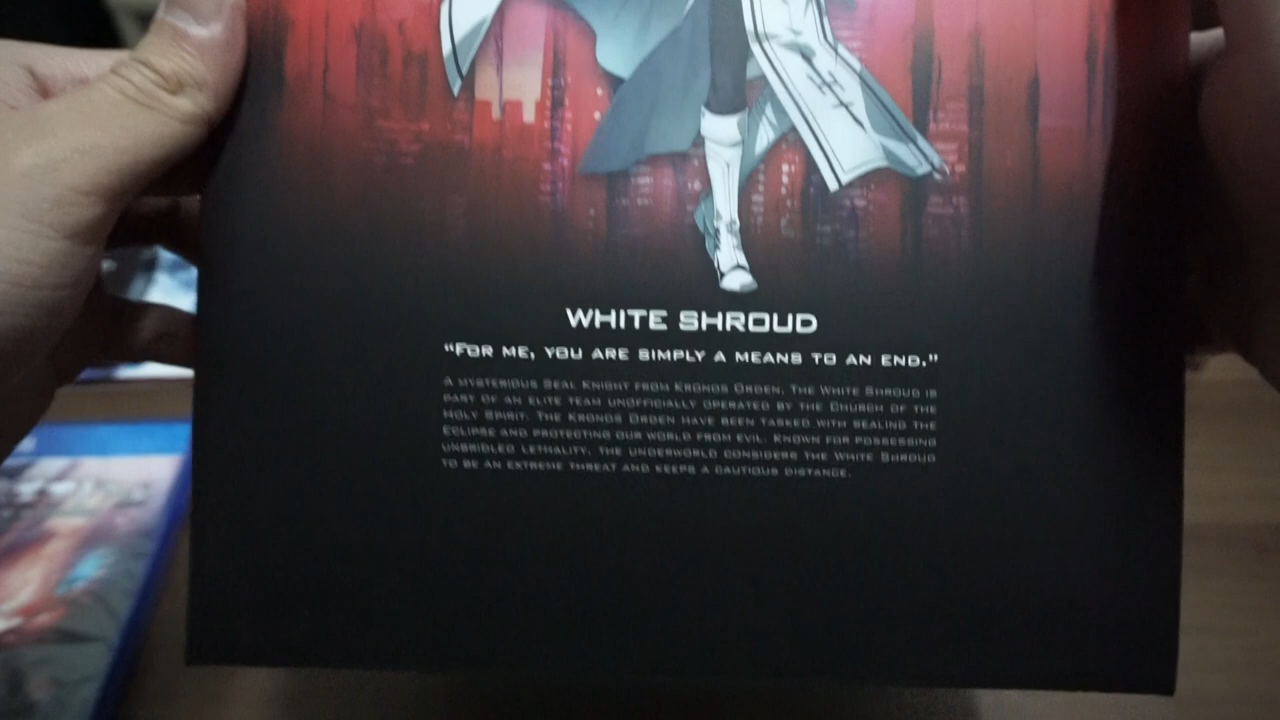 WHITE SHROUD
“FOR ME, YOU ARE SIMPLY A MEANS TO AN END.”
A MYSTERIOUS SEAL KNIGHT FROM KRONOS ORDEN, THE WHITE SHROUD IS
PART OF AN ELITE TEAM UNOFFICIALLY OPERATED BY THE CHURCH OF THE
HOLY SPIRIT. THE KRONOS ORDEN HAVE BEEN TASKED WITH SEALING THE
ECLIPSE AND PROTECTING OUR WORLD FROM EVIL. KNOWN FOR POSSESSING
UNBRIDLED LETHALITY, THE UNDERWORLD CONSIDERS THE WHITE SHROUD
TO BE AN EXTREME THREAT AND KEEPS A CAUTIOUS DISTANCE.